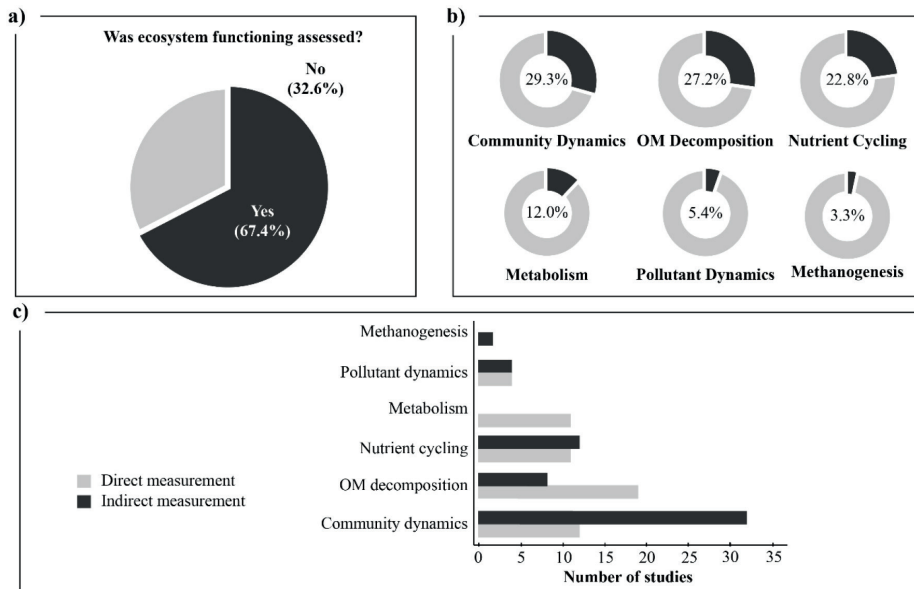 a)
Was ecosystem functioning assessed?
No
(32.6%)
Yes
(67.4%)
b)
29.3%
27.2%
22.8%
Community Dynamics
OM Decomposition
Nutrient Cycling
12.0%
5.4%
3.3%
Metabolism
Pollutant Dynamics
Methanogenesis
c)
Methanogenesis
Pollutant dynamics
Metabolism
Nutrient cycling
OM decomposition
Community dynamics
Direct measurement
Indirect measurement
0 5 10 15 20 25 30 35
Number of studies